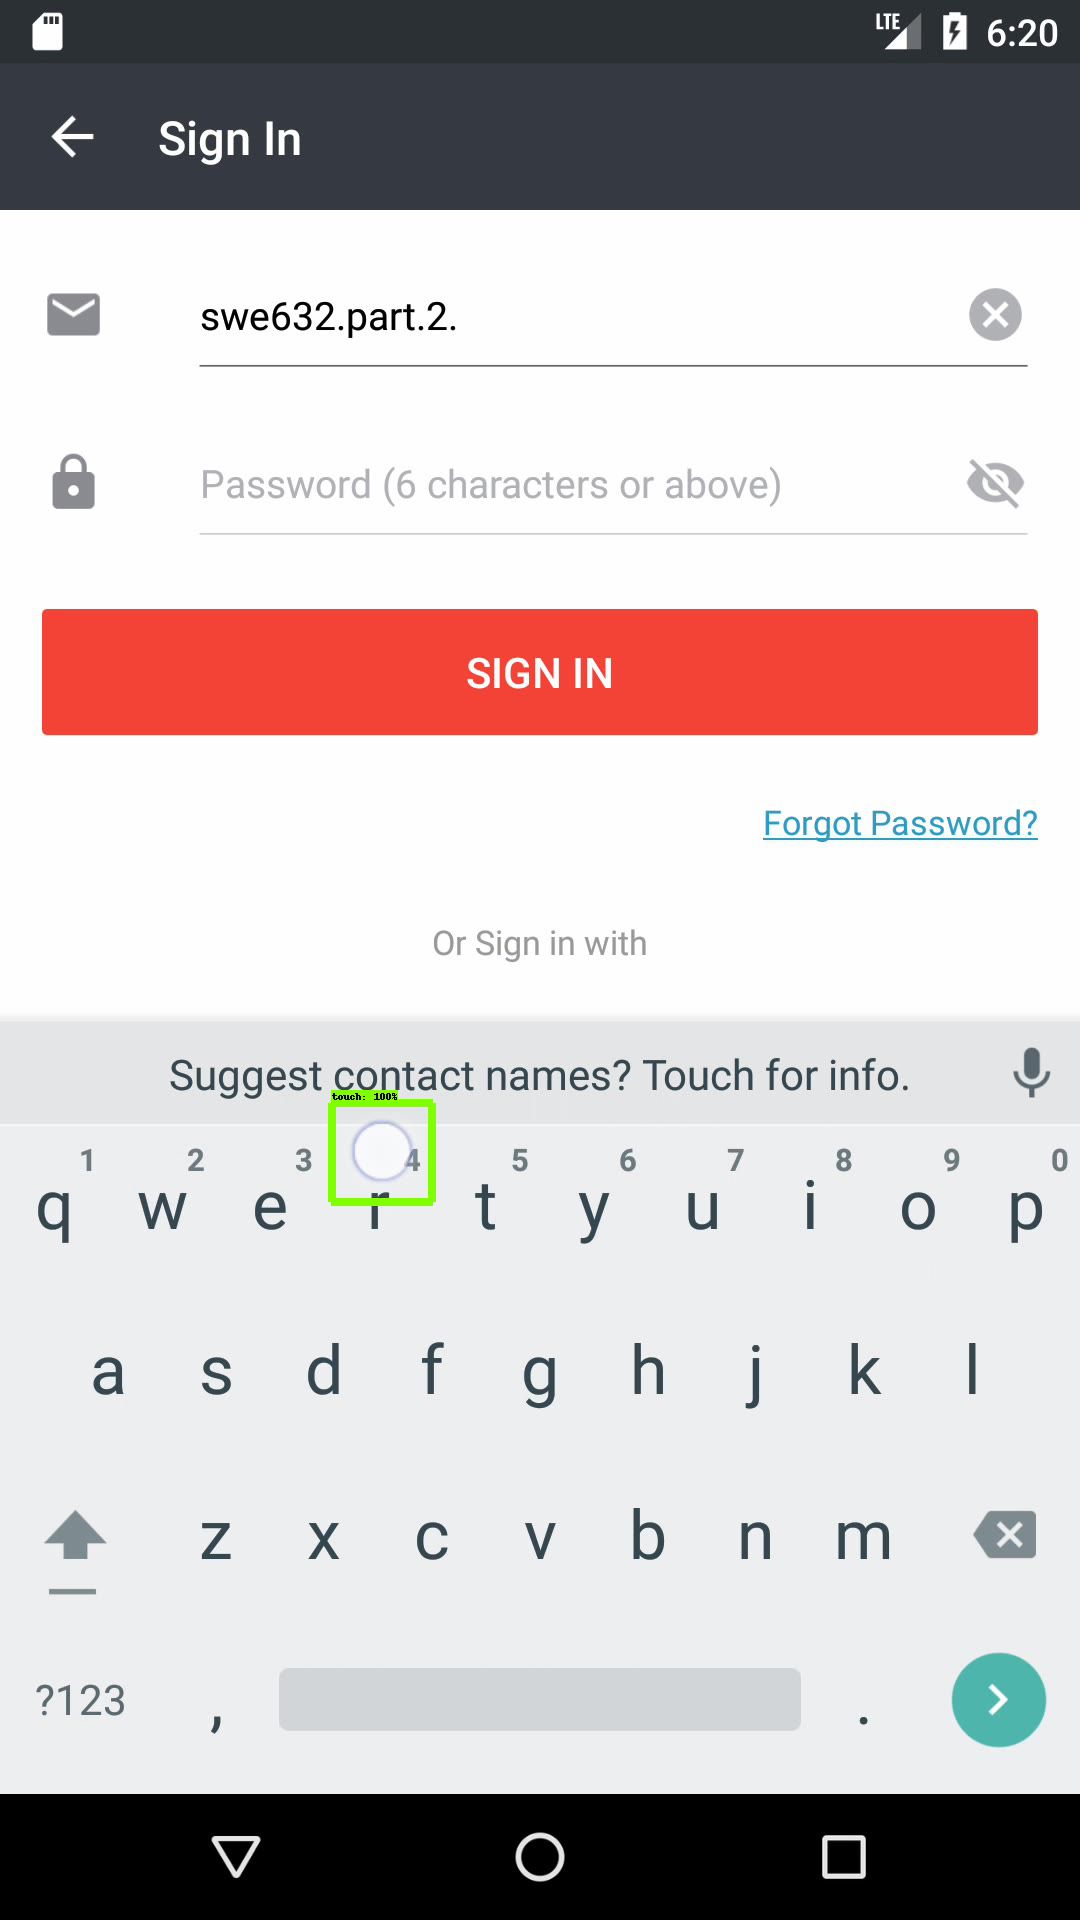 LTE 6:20
Sign In
swe632.part.2.
Password (6 characters or above)
SIGN IN
Forgot Password?
Or Sign in with
Suggest contact names? Touch for info.
touch: 100%
1 2 3 4 5 6 7 8 9 0
q w e r t y u i o p
a s d f g h j k l
z x c v b n m
?123 , .